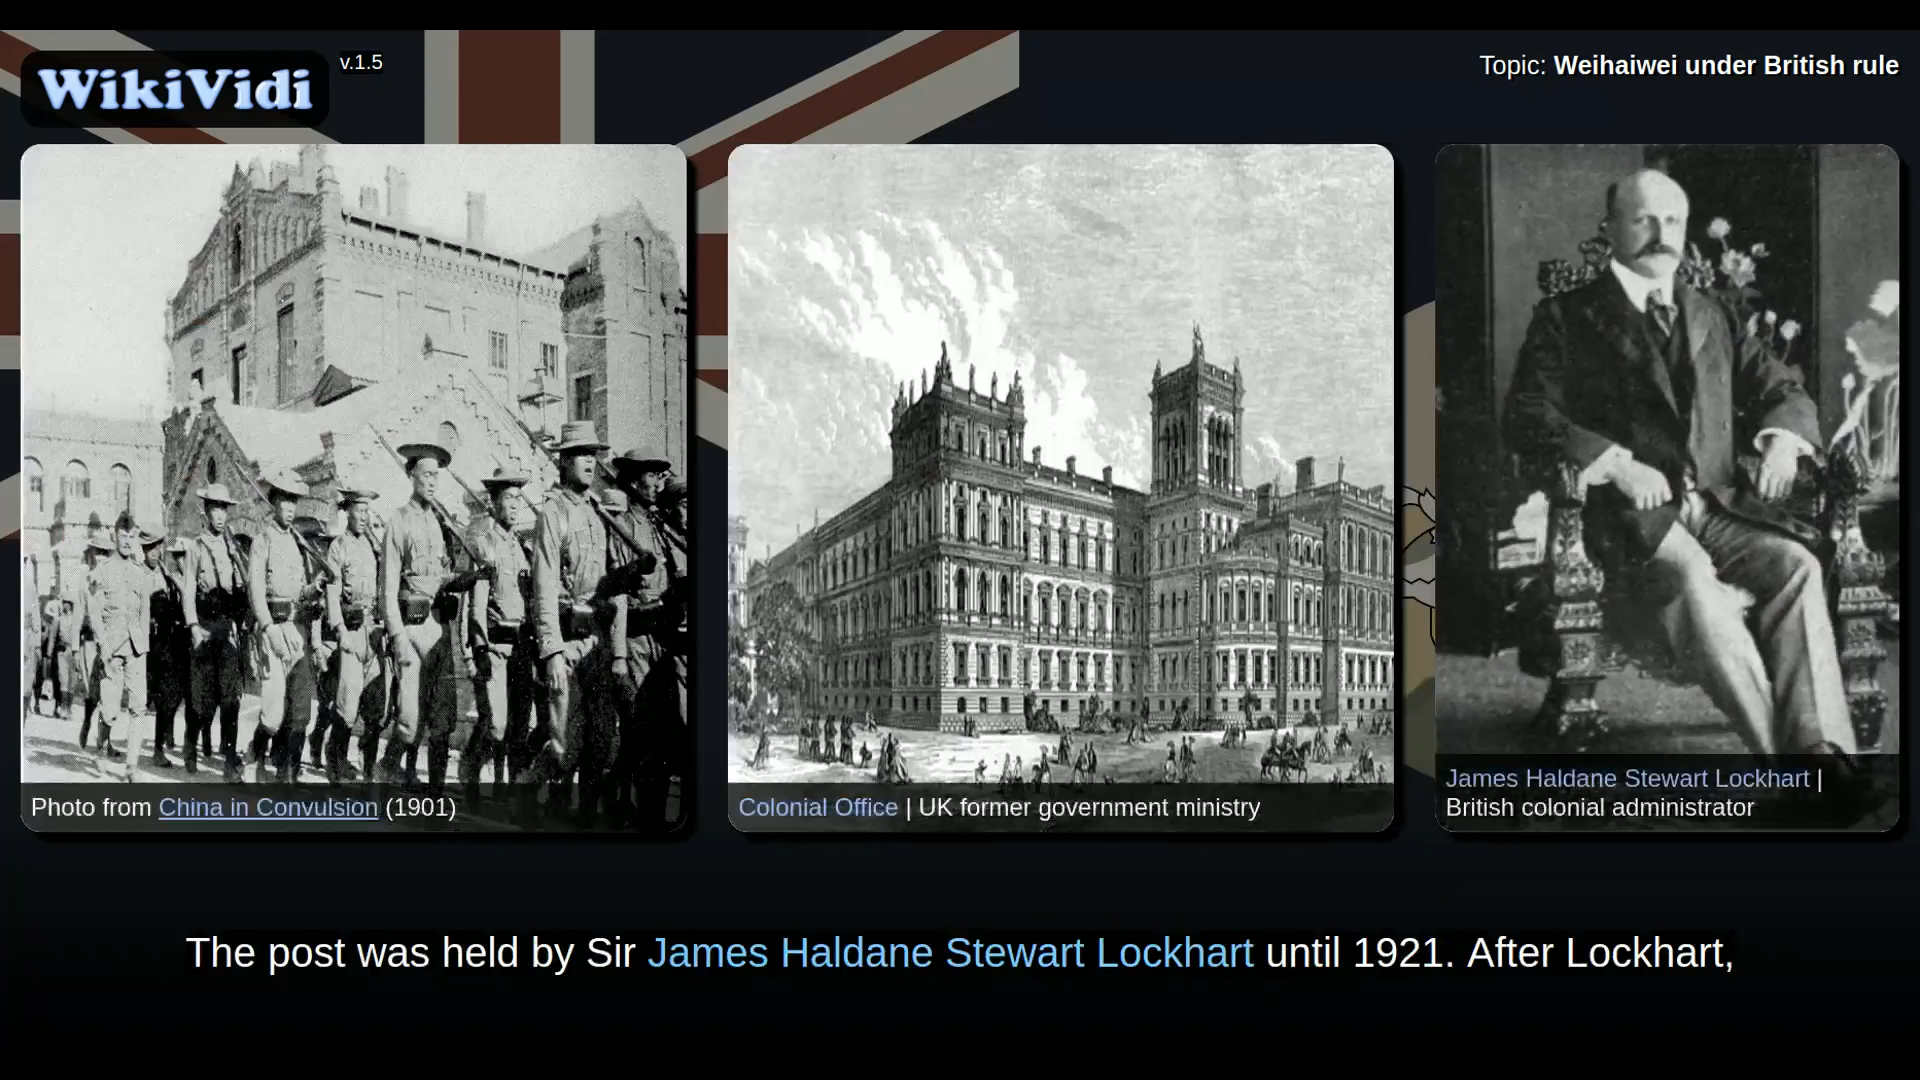 WikiVidi
v.1.5
Topic: Weihaiwei under British rule
Photo from China in Convulsion (1901)
Colonial Office | UK former government ministry
James Haldane Stewart Lockhart |
British colonial administrator
The post was held by Sir James Haldane Stewart Lockhart until 1921. After Lockhart,